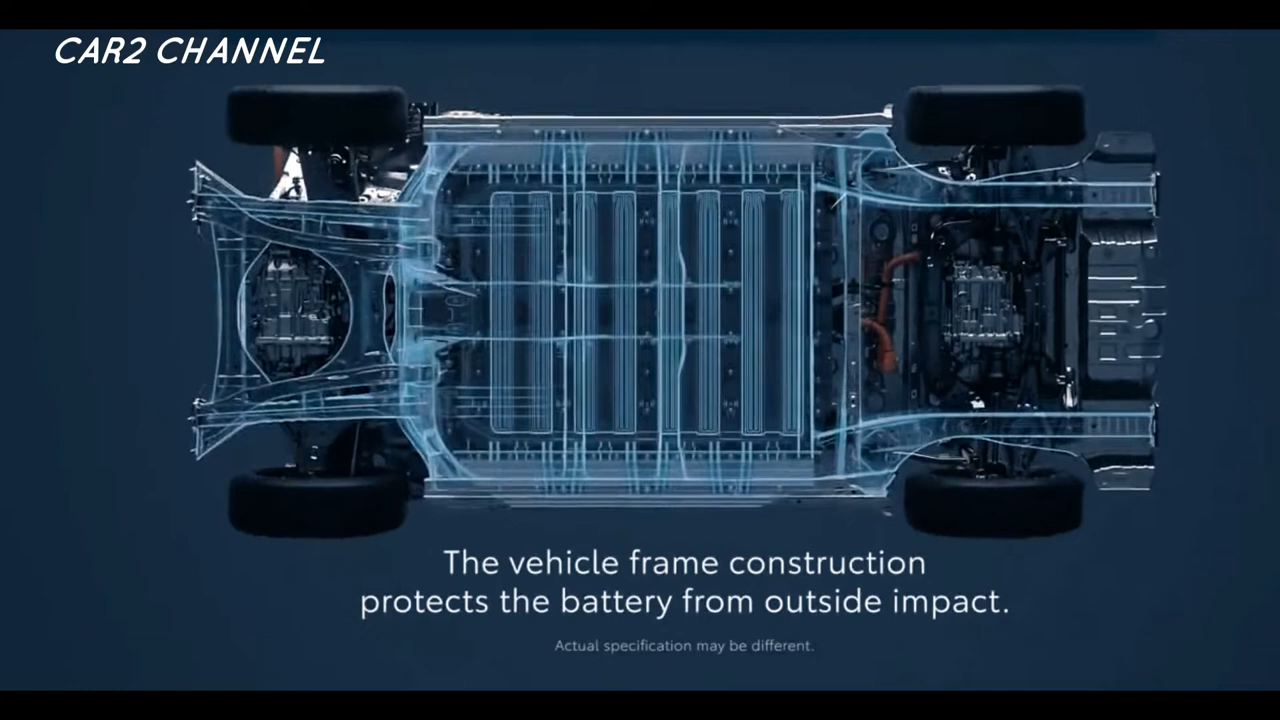 CAR2 CHANNEL
The vehicle frame construction
protects the battery from outside impact.
Actual specification may be different.